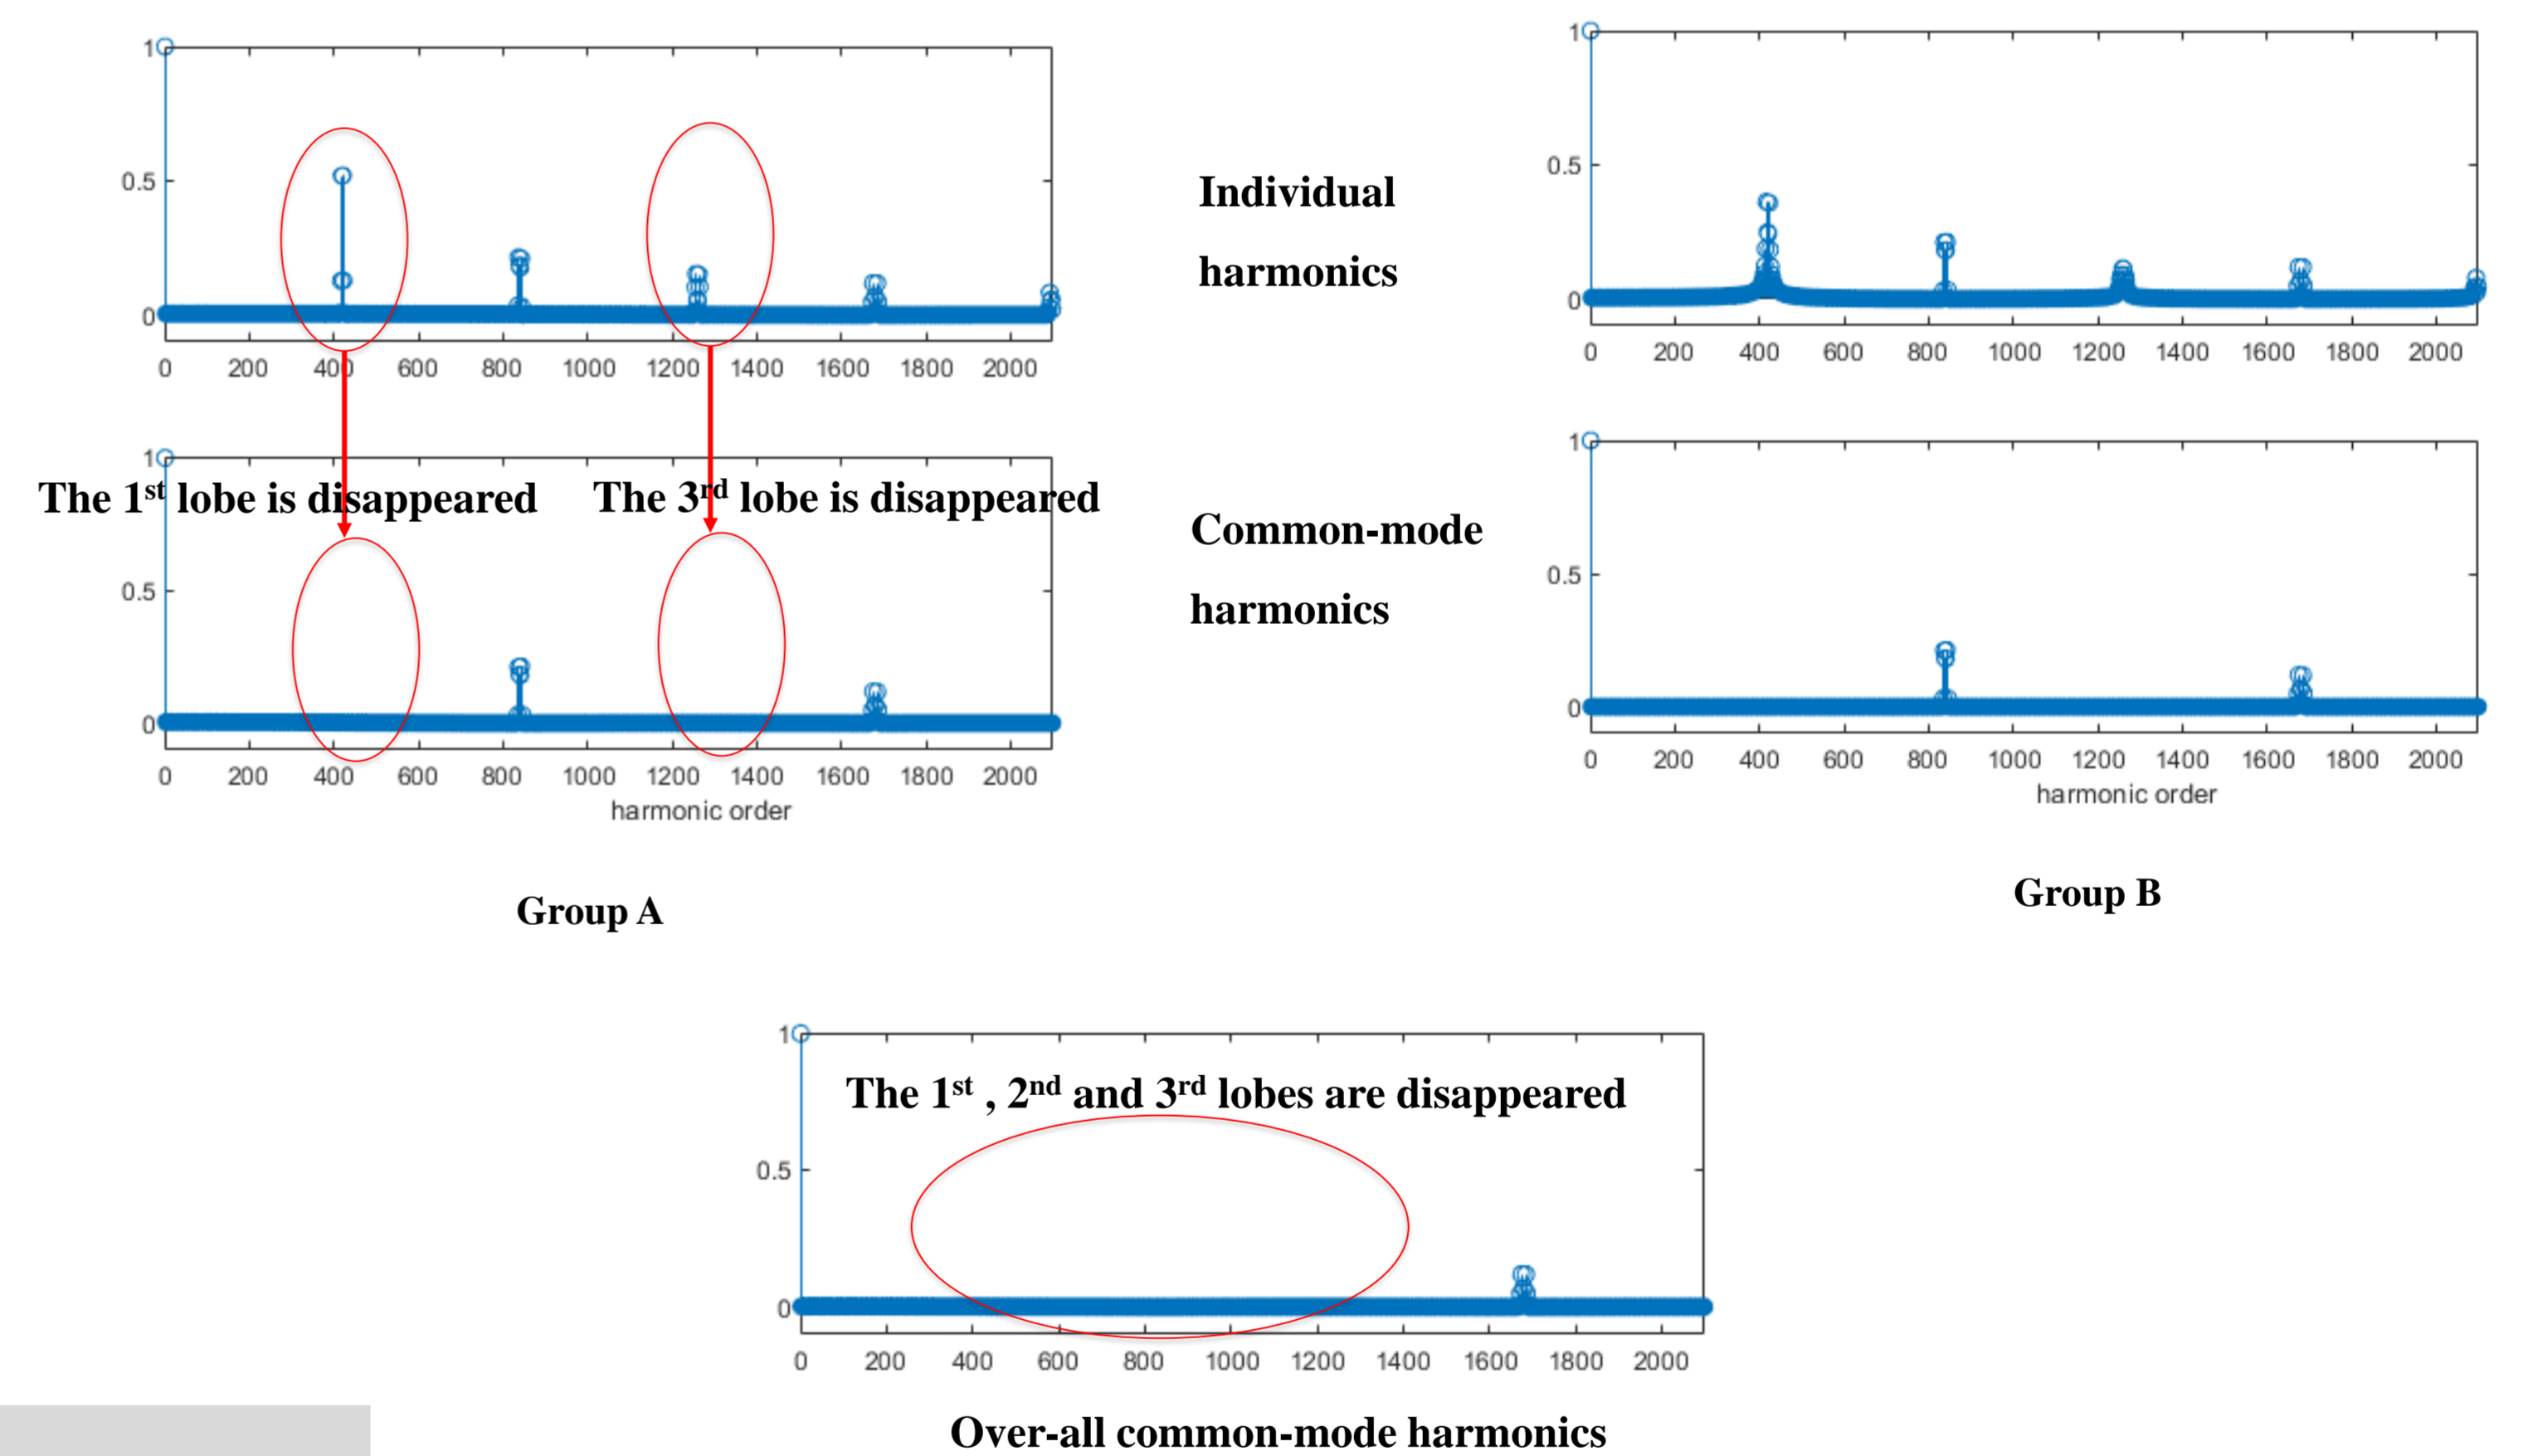 1
0.5
0
0 200 400 600 800 1000 1200 1400 1600 1800 2000
Individual
harmonics
1
0.5
0
0 200 400 600 800 1000 1200 1400 1600 1800 2000
1
The 1st lobe is disappeared
The 3rd lobe is disappeared
0.5
0
0 200 400 600 800 1000 1200 1400 1600 1800 2000
harmonic order
Common-mode
harmonics
1
0.5
0
0 200 400 600 800 1000 1200 1400 1600 1800 2000
harmonic order
Group A
Group B
1
The 1st , 2nd and 3rd lobes are disappeared
0.5
0
0 200 400 600 800 1000 1200 1400 1600 1800 2000
Over-all common-mode harmonics